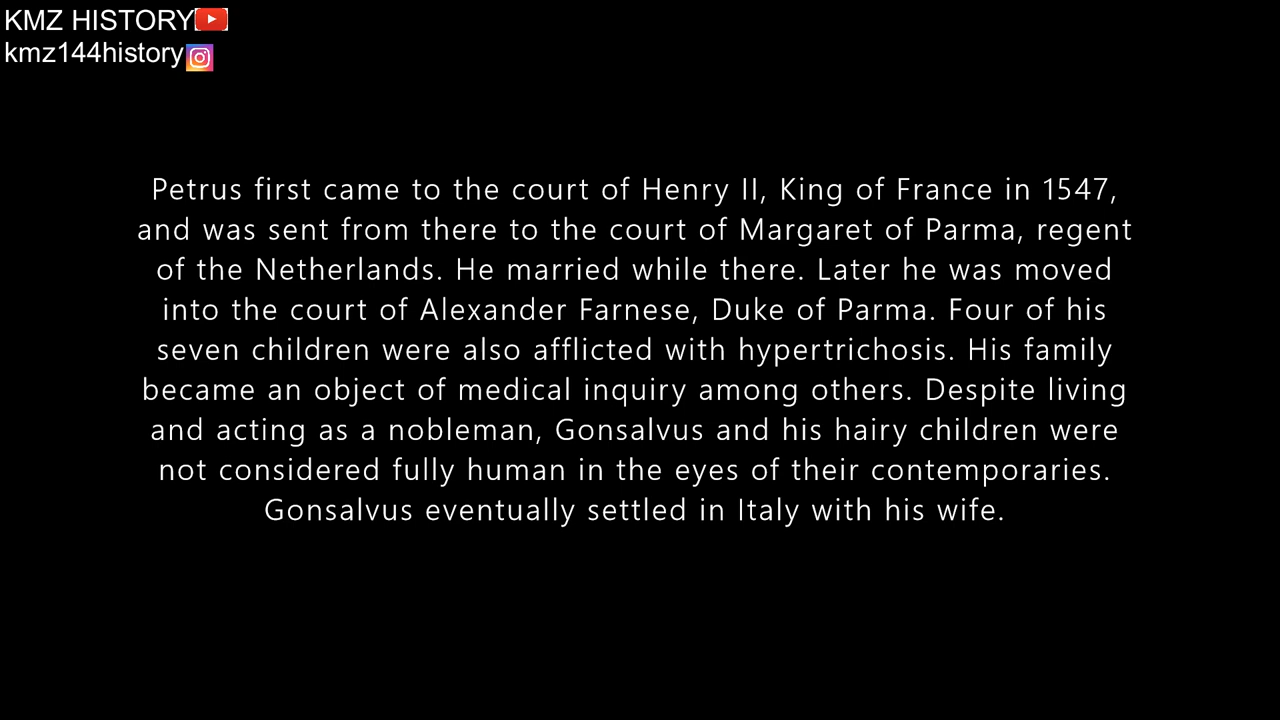 KMZ HISTORY
kmz144history
Petrus first came to the court of Henry II, King of France in 1547,
and was sent from there to the court of Margaret of Parma, regent
of the Netherlands. He married while there. Later he was moved
into the court of Alexander Farnese, Duke of Parma. Four of his
seven children were also afflicted with hypertrichosis. His family
became an object of medical inquiry among others. Despite living
and acting as a nobleman, Gonsalvus and his hairy children were
not considered fully human in the eyes of their contemporaries.
Gonsalvus eventually settled in Italy with his wife.